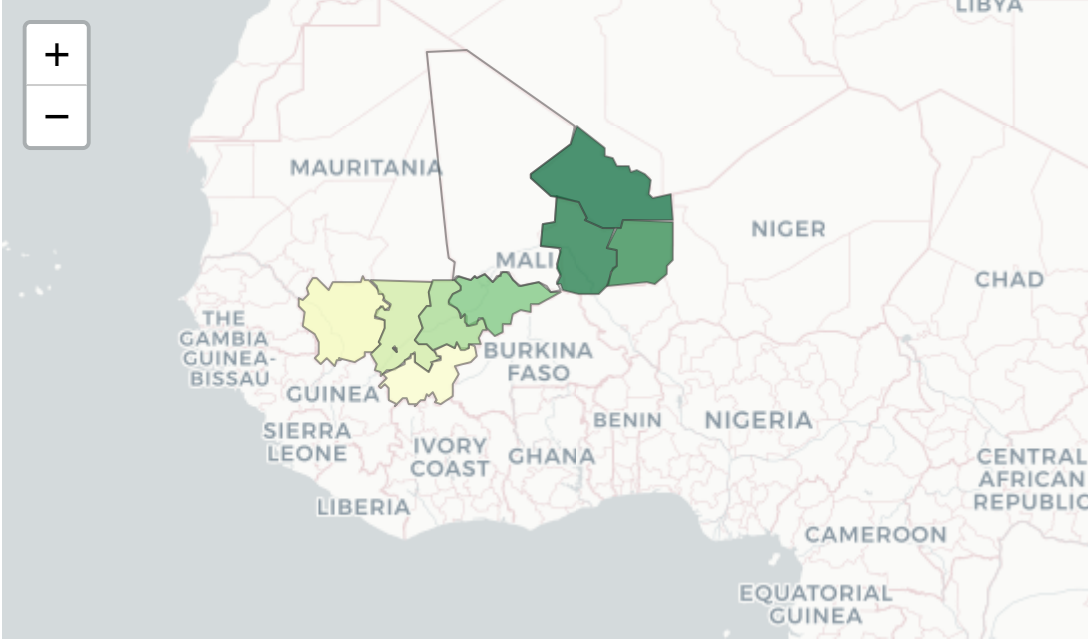 +
−
LIBYA
MAURITANIA
NIGER
MALI
CHAD
THE
GAMBIA
GUINEA-
BISSAU
BURKINA
FASO
GUINEA
BENIN
NIGERIA
SIERRA
LEONE
IVORY
COAST
GHANA
CENTRAL
AFRICAN
REPUBLIC
LIBERIA
CAMEROON
EQUATORIAL
GUINEA